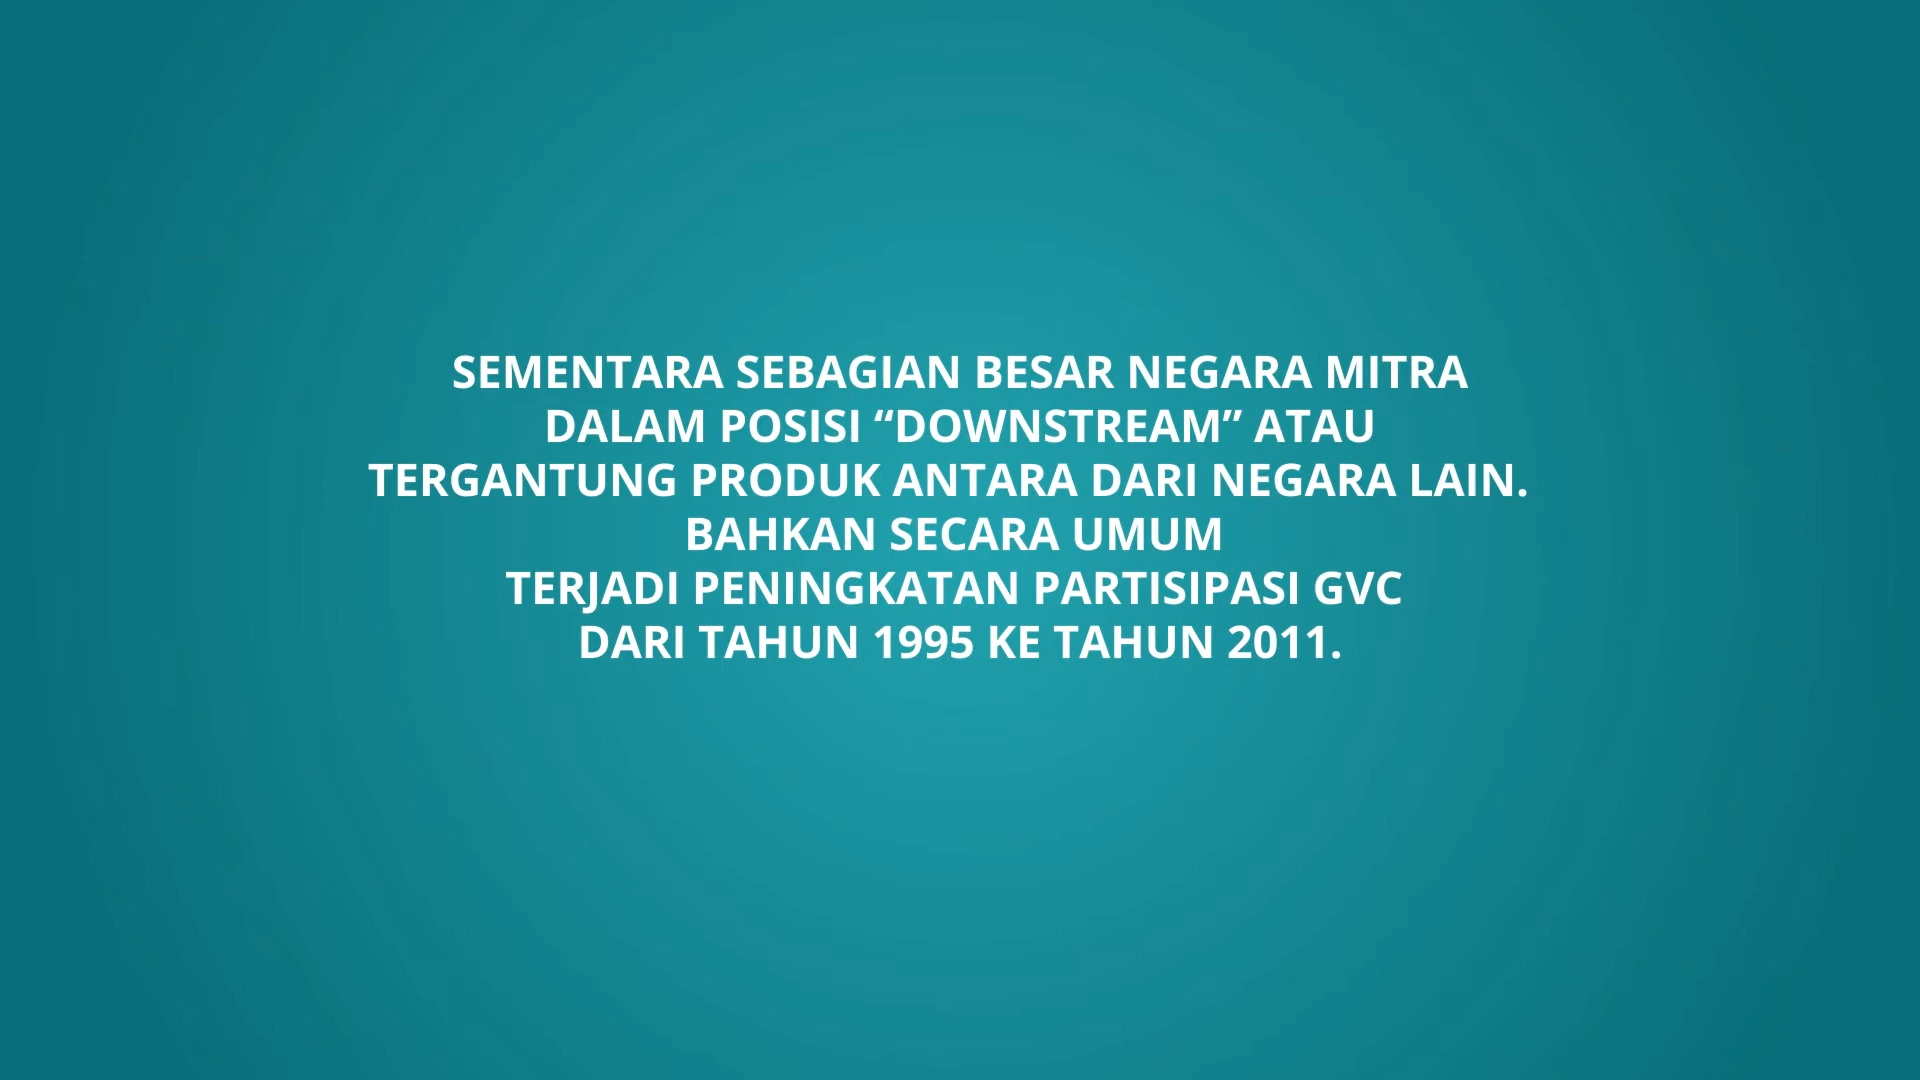 SEMENTARA SEBAGIAN BESAR NEGARA MITRA
DALAM POSISI “DOWNSTREAM” ATAU
TERGANTUNG PRODUK ANTARA DARI NEGARA LAIN.
BAHKAN SECARA UMUM
TERJADI PENINGKATAN PARTISIPASI GVC
DARI TAHUN 1995 KE TAHUN 2011.